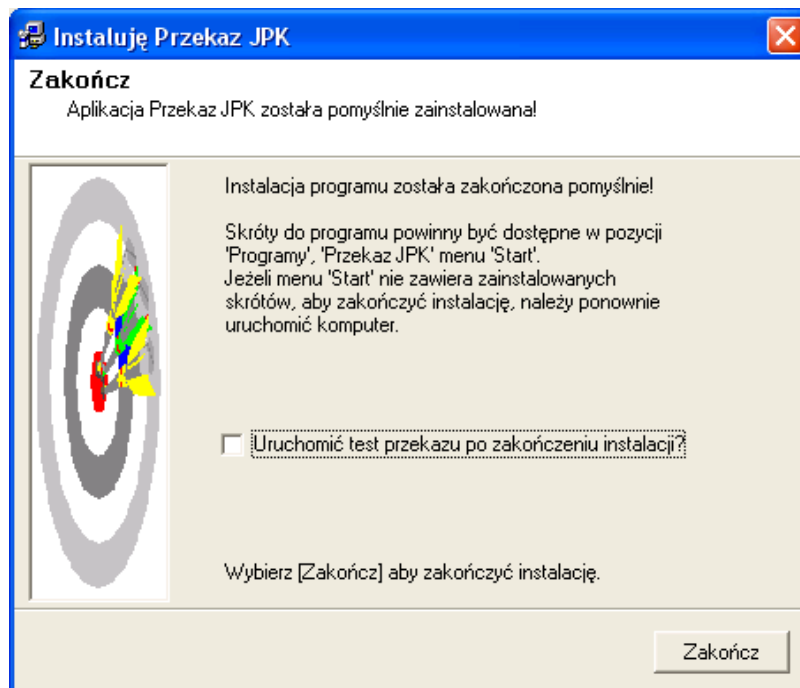 Instaluję Przekaz JPK
Zakończ
Aplikacja Przekaz JPK została pomyślnie zainstalowana!
Instalacja programu została zakończona pomyślnie!
Skróty do programu powinny być dostępne w pozycji
'Programy', 'Przekaz JPK' menu 'Start'.
Jeżeli menu 'Start' nie zawiera zainstalowanych
skrótów, aby zakończyć instalację, należy ponownie
uruchomić komputer.
Uruchomić test przekazu po zakończeniu instalacji?
Wybierz [Zakończ] aby zakończyć instalację.
Zakończ